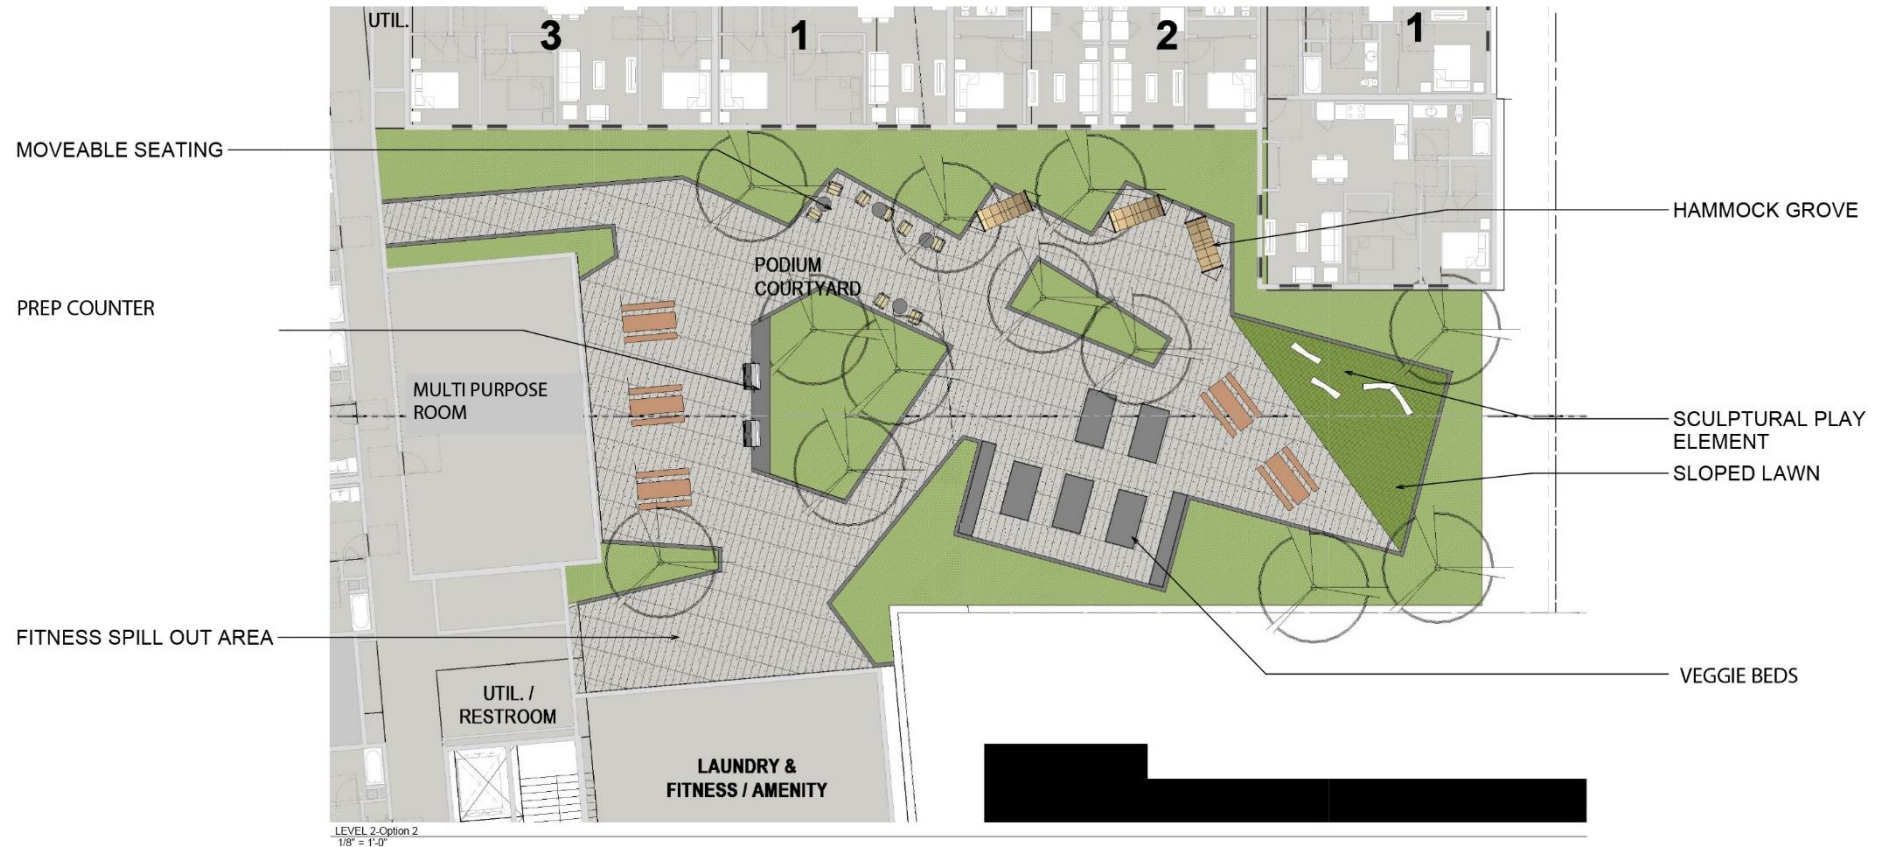 UTIL.
3
1
2
1
MOVEABLE SEATING
HAMMOCK GROVE
PODIUM
COURTYARD
PREP COUNTER
MULTI PURPOSE
ROOM
SCULPTURAL PLAY
ELEMENT
SLOPED LAWN
FITNESS SPILL OUT AREA
VEGGIE BEDS
UTIL. /
RESTROOM
LAUNDRY &
FITNESS / AMENITY
LEVEL 2-Option 2
1/8" = 1'-0"